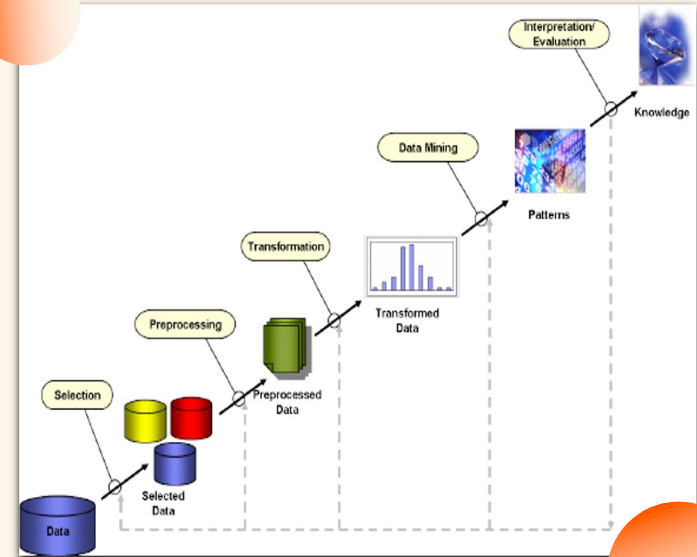 Interpretation/
Evaluation
Knowledge
Data Mining
Patterns
Transformation
Transformed
Data
Preprocessing
Preprocessed
Data
Selection
Selected
Data
Data